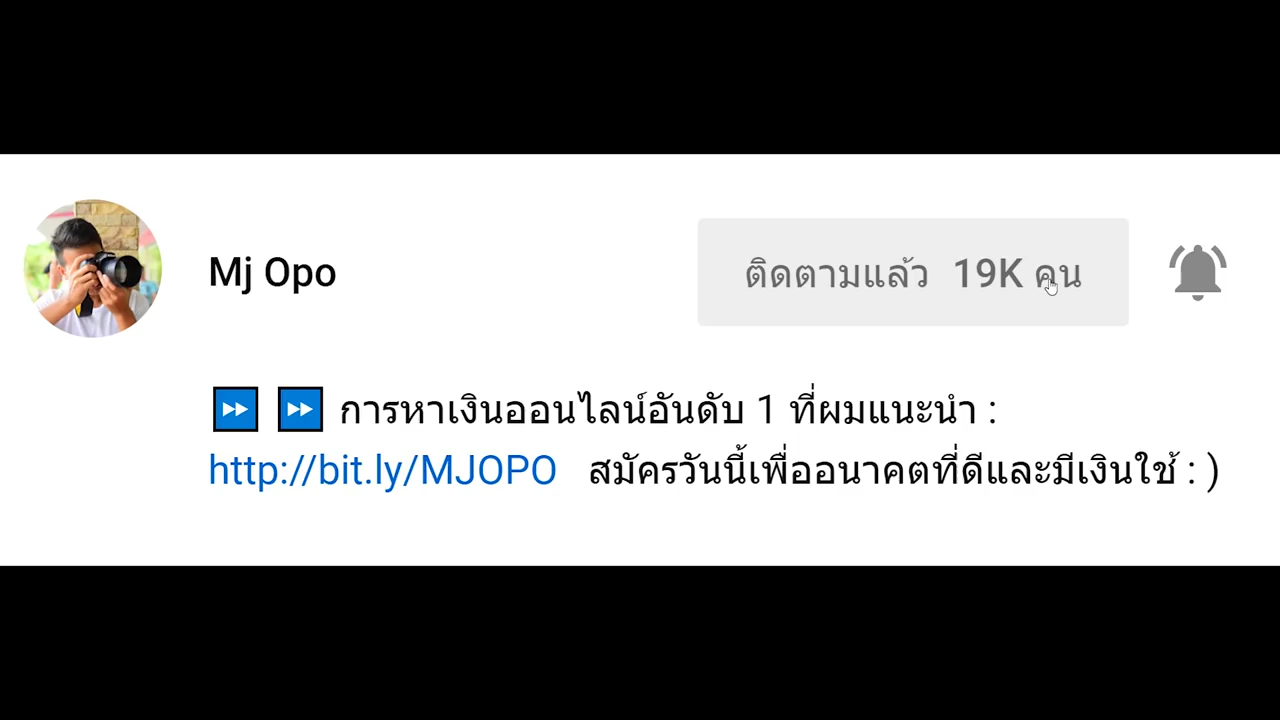 Mj Opo
ติดตามแล้ว 19K คน
⏩ ⏩ การหาเงินออนไลน์อันดับ 1 ที่ผมแนะนำ :
http://bit.ly/MJOPO สมัครวันนี้เพื่ออนาคตที่ดีและมีเงินใช้ : )